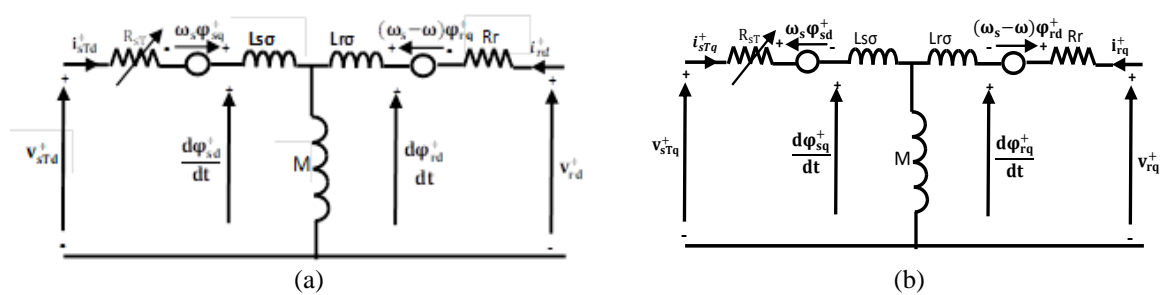 i⁺sTd RsT - ωsφ⁺sq + Lsσ Lrσ (ωs−ω)φ⁺rq + - Rr i⁺rd
+ + + +
v⁺sTd dφ⁺sd/dt M dφ⁺rd/dt v⁺rd
- -
(a)
i⁺sTq RsT + ωsφ⁺sd - Lsσ Lrσ (ωs−ω)φ⁺rd - + Rr i⁺rq
+ + + +
v⁺sTq dφ⁺sq/dt M dφ⁺rq/dt v⁺rq
- -
(b)